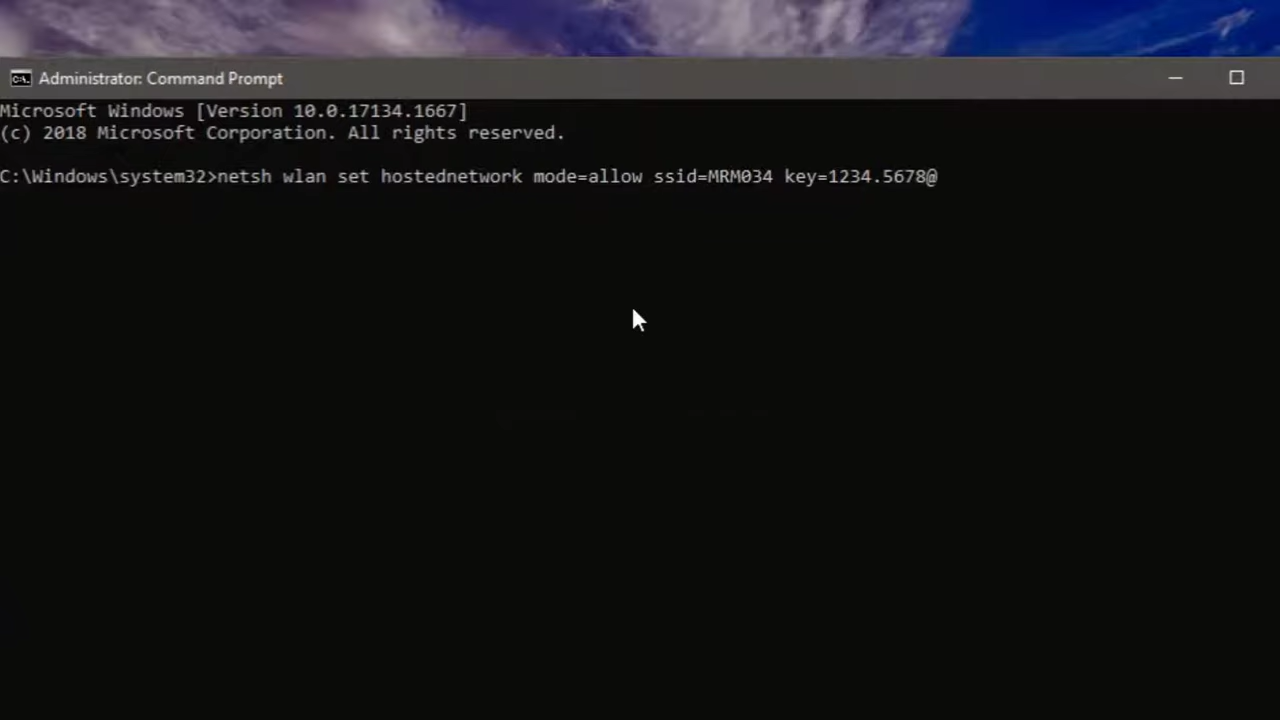 Administrator: Command Prompt
Microsoft Windows [Version 10.0.17134.1667]
(c) 2018 Microsoft Corporation. All rights reserved.
C:\Windows\system32>netsh wlan set hostednetwork mode=allow ssid=MRM034 key=1234.5678@